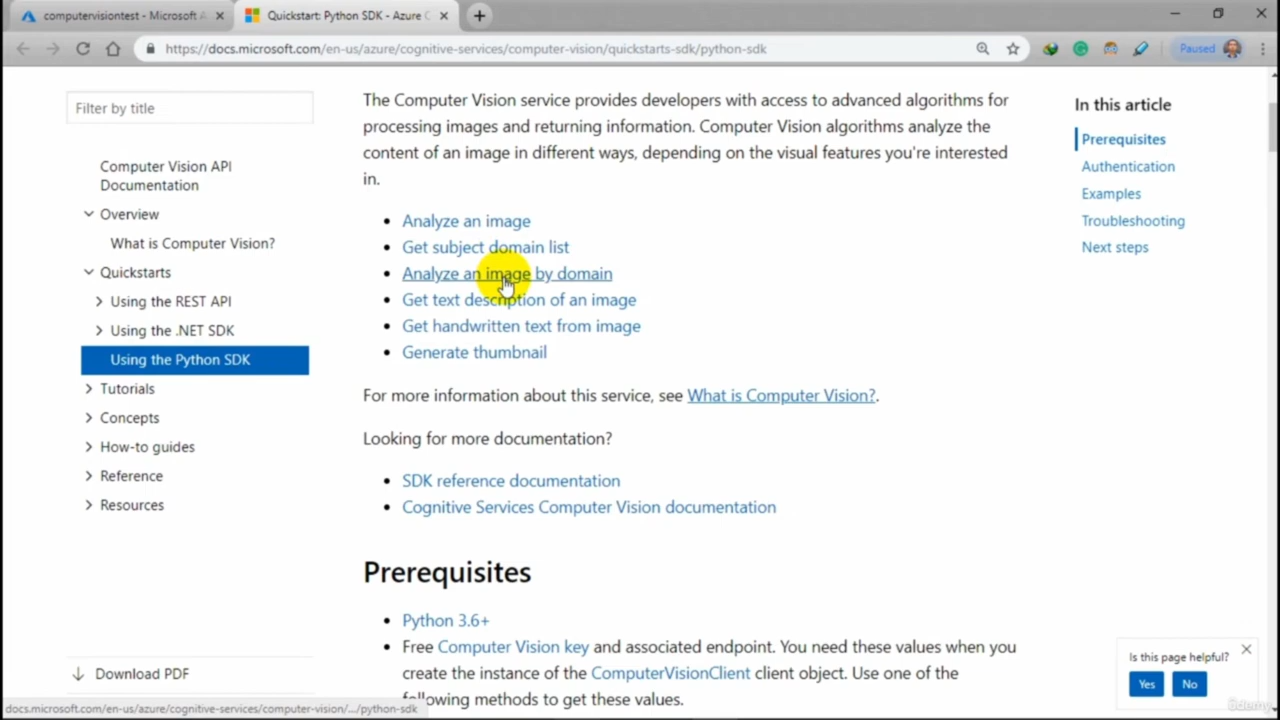 computervisiontest - Microsoft A
Quickstart: Python SDK - Azure C
https://docs.microsoft.com/en-us/azure/cognitive-services/computer-vision/quickstarts-sdk/python-sdk
Paused
Filter by title
Computer Vision API
Documentation
Overview
What is Computer Vision?
Quickstarts
Using the REST API
Using the .NET SDK
Using the Python SDK
Tutorials
Concepts
How-to guides
Reference
Resources
Download PDF
The Computer Vision service provides developers with access to advanced algorithms for
processing images and returning information. Computer Vision algorithms analyze the
content of an image in different ways, depending on the visual features you're interested
in.
• Analyze an image
• Get subject domain list
• Analyze an image by domain
• Get text description of an image
• Get handwritten text from image
• Generate thumbnail
For more information about this service, see What is Computer Vision?.
Looking for more documentation?
• SDK reference documentation
• Cognitive Services Computer Vision documentation
Prerequisites
• Python 3.6+
• Free Computer Vision key and associated endpoint. You need these values when you
create the instance of the ComputerVisionClient client object. Use one of the
following methods to get these values.
In this article
Prerequisites
Authentication
Examples
Troubleshooting
Next steps
Is this page helpful?
Yes
No
ûdemy
docs.microsoft.com/en-us/azure/cognitive-services/computer-vision/.../python-sdk